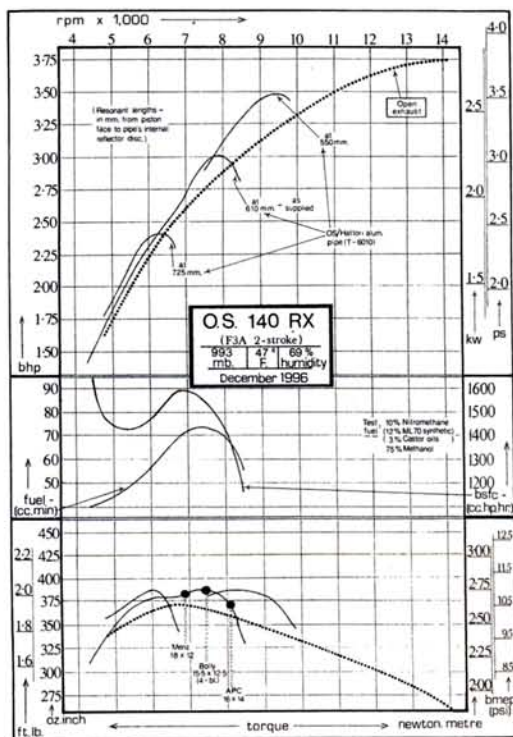 rpm x 1,000
4 5 6 7 8 9 10 11 12 13 14
4·0
3·75
3·50
3·25
3·00
2·75
2·50
2·25
2·00
1·75
1·50
bhp
2·5
2·0
1·5
kw
3·5
3·0
2·5
2·0
ps
(Resonant lengths -
in mm, from piston
face to pipe's internal
reflector disc.)
Open
exhaust
at
550mm.
at
610 mm. - as
supplied
OS/Hatori alum.
pipe (T-6010)
at
725mm.
O.S. 140 RX
(F3A 2-stroke)
993 47° 69%
mb. F. humidity
December 1996
90
80
70
60
50
fuel -
(cc.min)
1600
1500
1400
1300
1200
bsfc -
(cc.hp.hr)
Test 10% Nitromethane
fuel (12% ML70 synthetic)
(3% Castor oils)
75% Methanol
2·2
2·0
1·8
1·6
ft.lb.
450
425
400
375
350
325
300
275
oz.inch
3·00
2·75
2·50
2·25
2·00
125
115
105
95
85
bmep
(psi)
Menz
18 x 12
Bolly
15·5 x 12·5
(4-bl.)
APC
16 x 14
torque
newton. metre